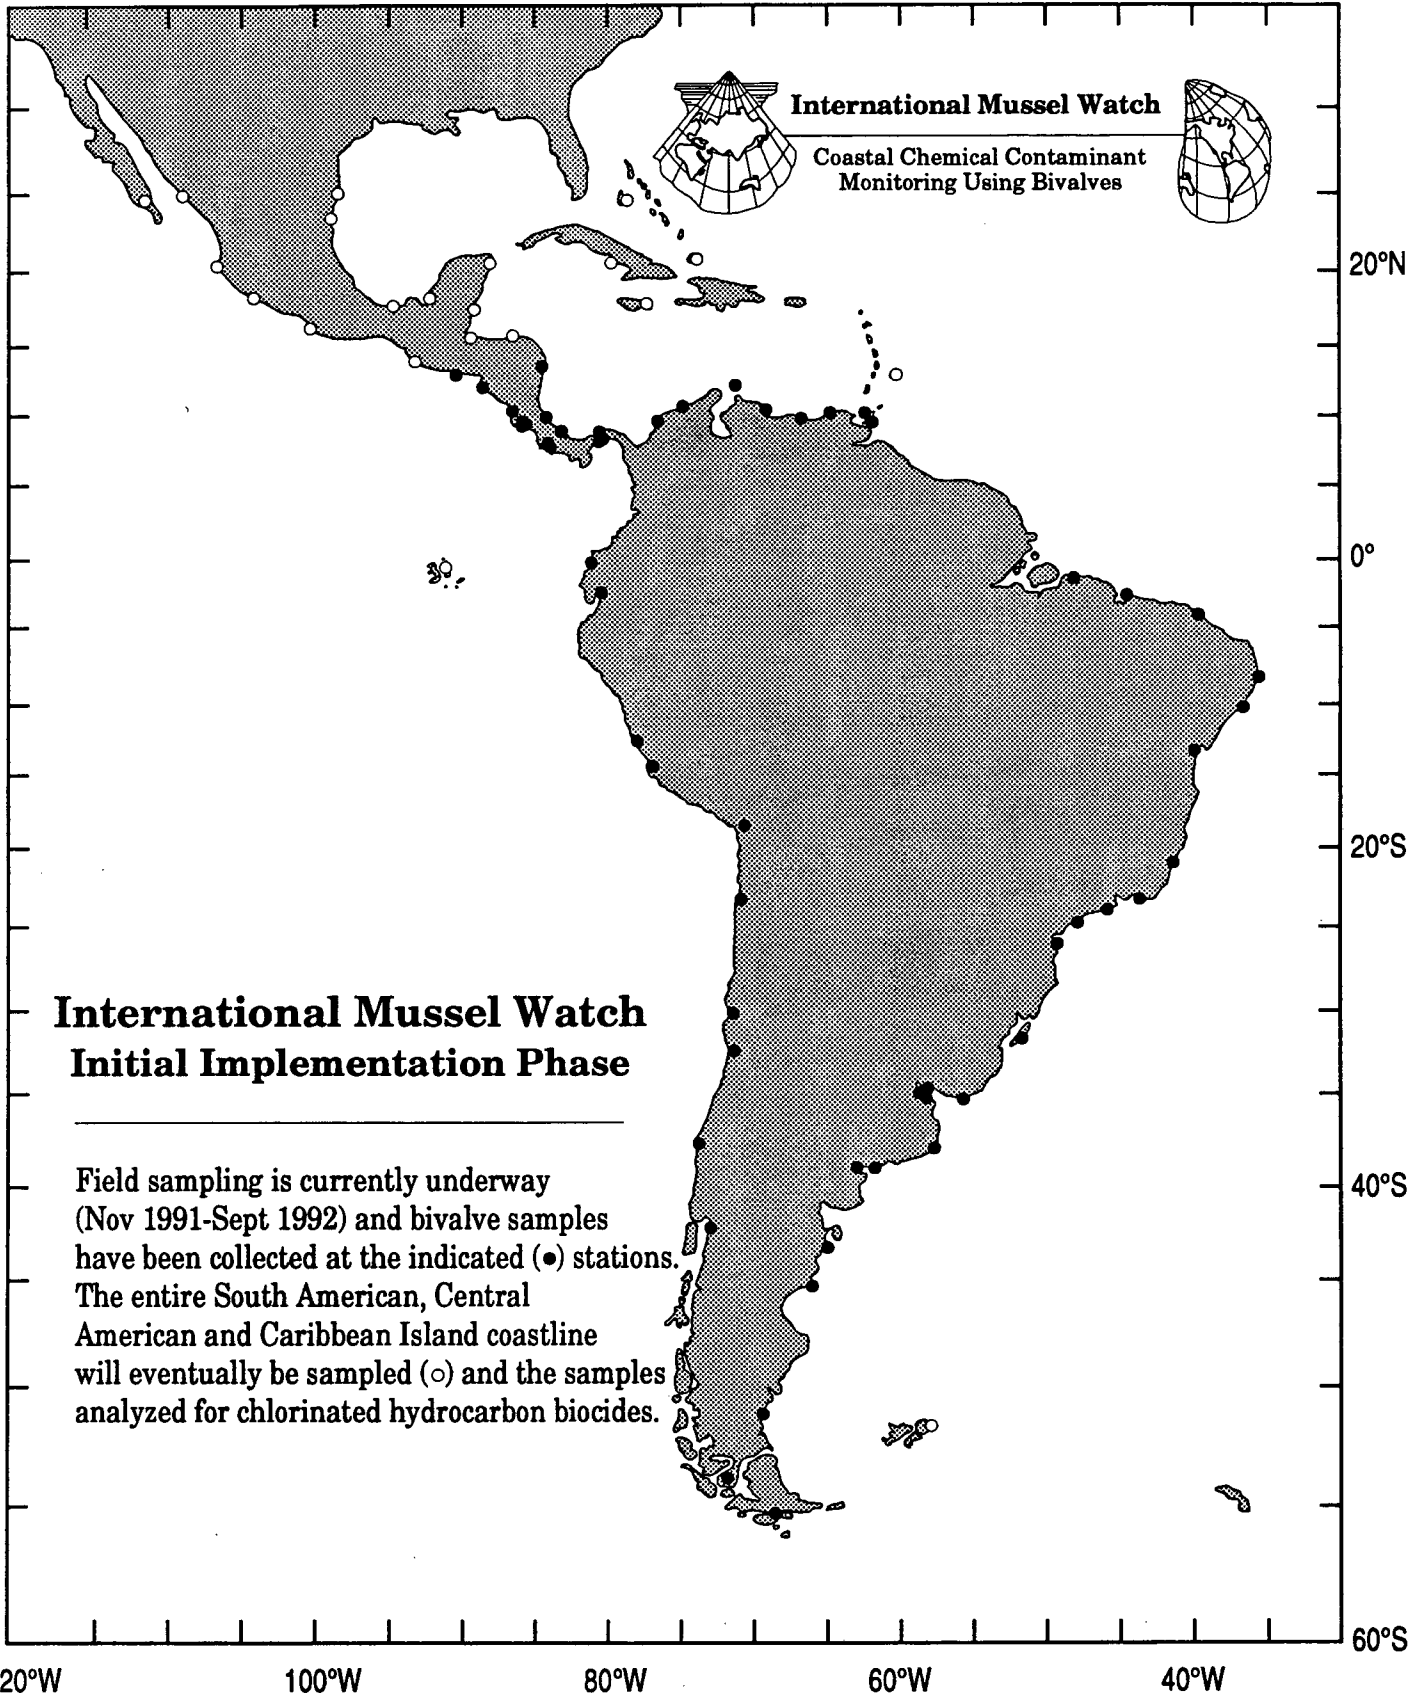 International Mussel Watch
Coastal Chemical Contaminant
Monitoring Using Bivalves
20°N
0°
20°S
40°S
60°S
International Mussel Watch
Initial Implementation Phase
Field sampling is currently underway
(Nov 1991-Sept 1992) and bivalve samples
have been collected at the indicated (●) stations.
The entire South American, Central
American and Caribbean Island coastline
will eventually be sampled (○) and the samples
analyzed for chlorinated hydrocarbon biocides.
20°W
100°W
80°W
60°W
40°W